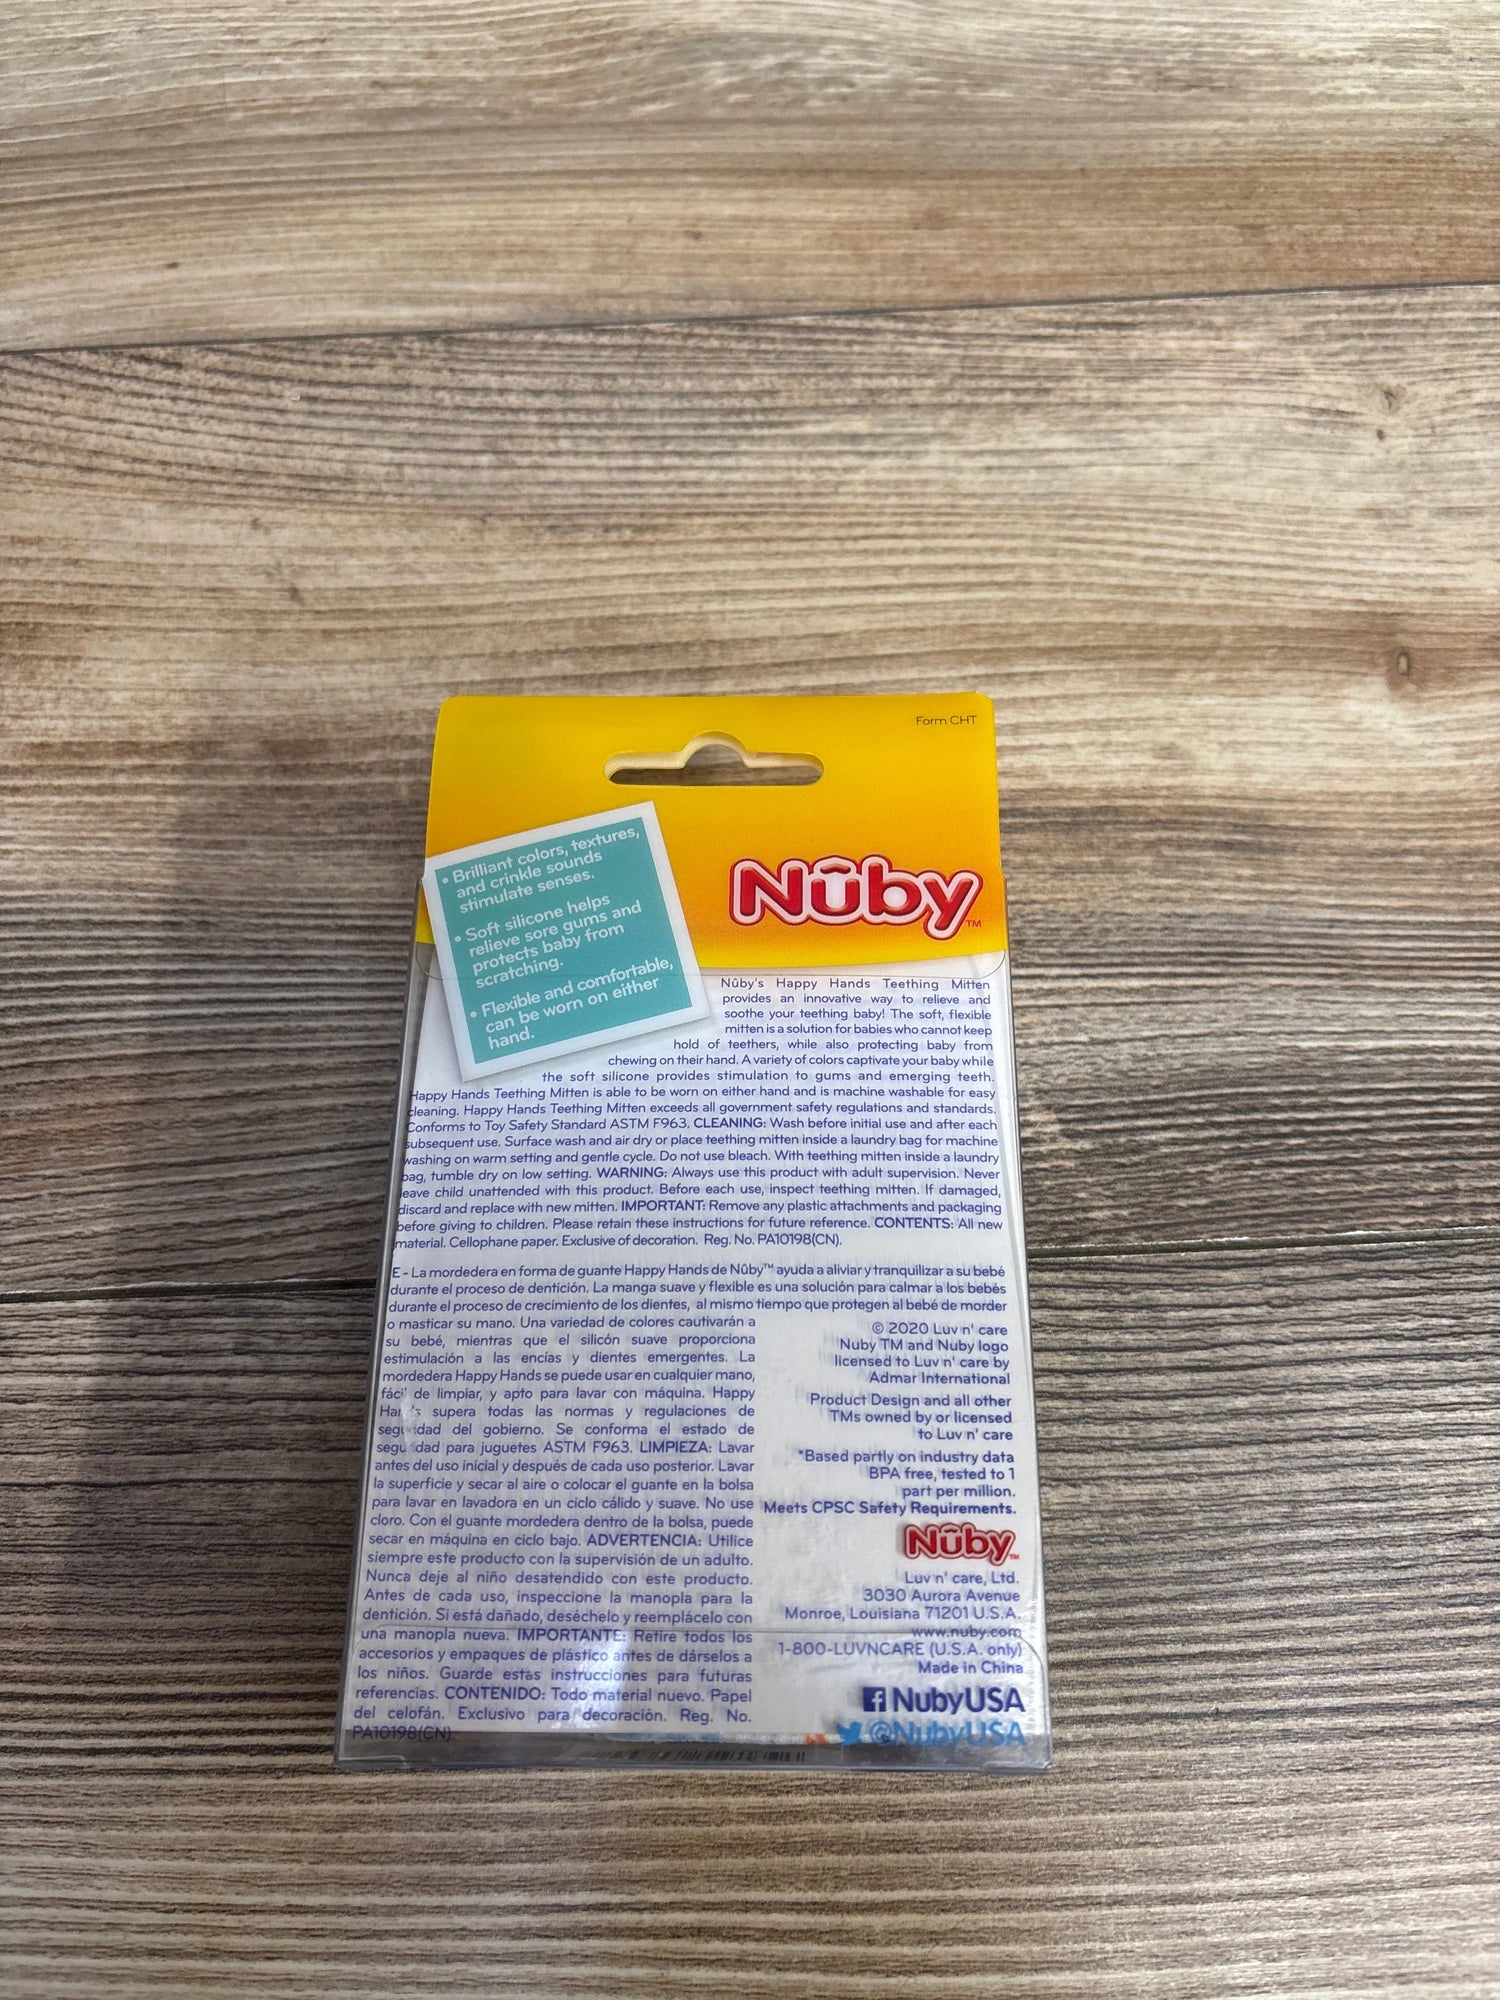 Form CHT
• Brilliant colors, textures,
and crinkle sounds
stimulate senses.
• Soft silicone helps
relieve sore gums and
protects baby from
scratching.
• Flexible and comfortable,
can be worn on either
hand.
Nûby™
Nûby's Happy Hands Teething Mitten
provides an innovative way to relieve and
soothe your teething baby! The soft, flexible
mitten is a solution for babies who cannot keep
hold of teethers, while also protecting baby from
chewing on their hand. A variety of colors captivate your baby while
the soft silicone provides stimulation to gums and emerging teeth.
Happy Hands Teething Mitten is able to be worn on either hand and is machine washable for easy
cleaning. Happy Hands Teething Mitten exceeds all government safety regulations and standards.
Conforms to Toy Safety Standard ASTM F963. CLEANING: Wash before initial use and after each
subsequent use. Surface wash and air dry or place teething mitten inside a laundry bag for machine
washing on warm setting and gentle cycle. Do not use bleach. With teething mitten inside a laundry
bag, tumble dry on low setting. WARNING: Always use this product with adult supervision. Never
leave child unattended with this product. Before each use, inspect teething mitten. If damaged,
discard and replace with new mitten. IMPORTANT: Remove any plastic attachments and packaging
before giving to children. Please retain these instructions for future reference. CONTENTS: All new
material. Cellophane paper. Exclusive of decoration. Reg. No. PA10198(CN).
E - La mordedera en forma de guante Happy Hands de Nûby™ ayuda a aliviar y tranquilizar a su bebé
durante el proceso de dentición. La manga suave y flexible es una solución para calmar a los bebés
durante el proceso de crecimiento de los dientes, al mismo tiempo que protegen al bebé de morder
o masticar su mano. Una variedad de colores cautivarán a
su bebé, mientras que el silicón suave proporciona
estimulación a las encías y dientes emergentes. La
mordedera Happy Hands se puede usar en cualquier mano,
fácil de limpiar, y apto para lavar con máquina. Happy
Hands supera todas las normas y regulaciones de
seguridad del gobierno. Se conforma el estado de
seguridad para juguetes ASTM F963. LIMPIEZA: Lavar
antes del uso inicial y después de cada uso posterior. Lavar
la superficie y secar al aire o colocar el guante en la bolsa
para lavar en lavadora en un ciclo cálido y suave. No use
cloro. Con el guante mordedera dentro de la bolsa, puede
secar en máquina en ciclo bajo. ADVERTENCIA: Utilice
siempre este producto con la supervisión de un adulto.
Nunca deje al niño desatendido con este producto.
Antes de cada uso, inspeccione la manopla para la
dentición. Si está dañado, deséchelo y reemplácelo con
una manopla nueva. IMPORTANTE: Retire todos los
accesorios y empaques de plástico antes de dárselos a
los niños. Guarde estas instrucciones para futuras
referencias. CONTENIDO: Todo material nuevo. Papel
del celofán. Exclusivo para decoración. Reg. No.
PA10198(CN).
© 2020 Luv n' care
Nuby TM and Nuby logo
licensed to Luv n' care by
Admar International
Product Design and all other
TMs owned by or licensed
to Luv n' care
*Based partly on industry data
BPA free, tested to 1
part per million.
Meets CPSC Safety Requirements.
Nûby™
Luv n' care, Ltd.
3030 Aurora Avenue
Monroe, Louisiana 71201 U.S.A.
www.nuby.com
1-800-LUVNCARE (U.S.A. only)
Made in China
NubyUSA
@NubyUSA